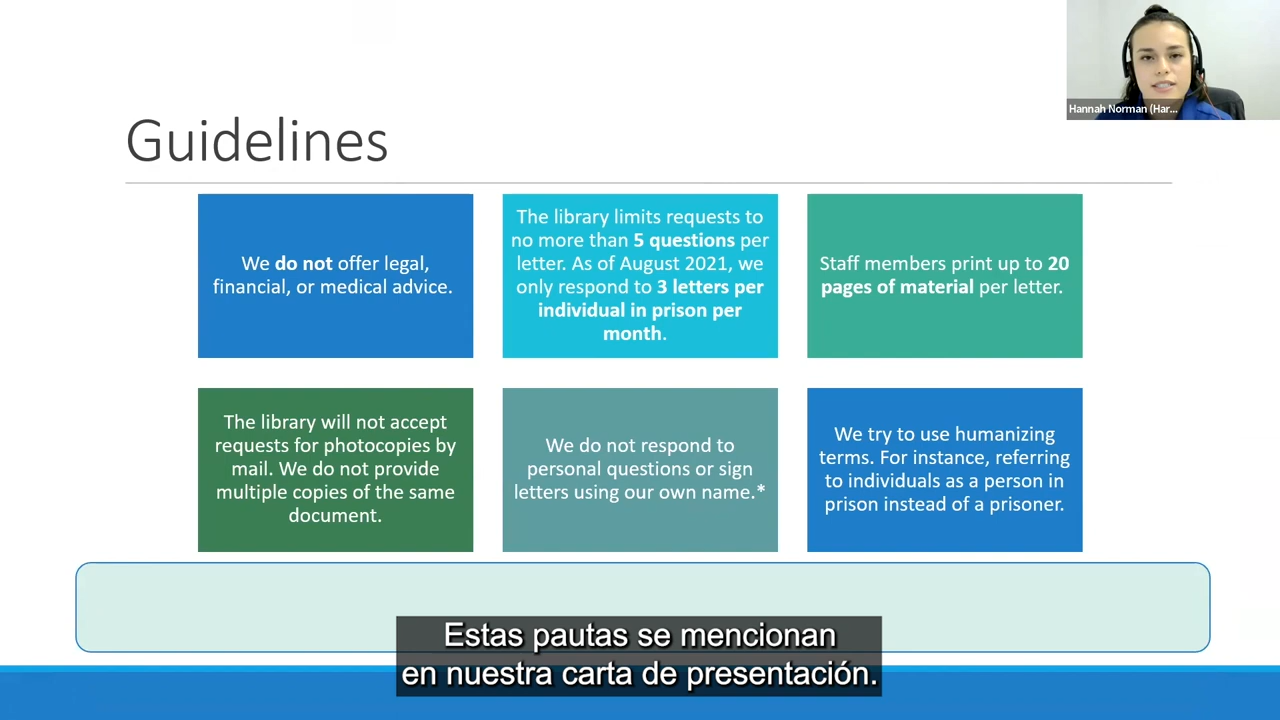 Hannah Norman (Har...
Guidelines
We do not offer legal,
financial, or medical advice.
The library limits requests to
no more than 5 questions per
letter. As of August 2021, we
only respond to 3 letters per
individual in prison per
month.
Staff members print up to 20
pages of material per letter.
The library will not accept
requests for photocopies by
mail. We do not provide
multiple copies of the same
document.
We do not respond to
personal questions or sign
letters using our own name.*
We try to use humanizing
terms. For instance, referring
to individuals as a person in
prison instead of a prisoner.
Estas pautas se mencionan
en nuestra carta de presentación.